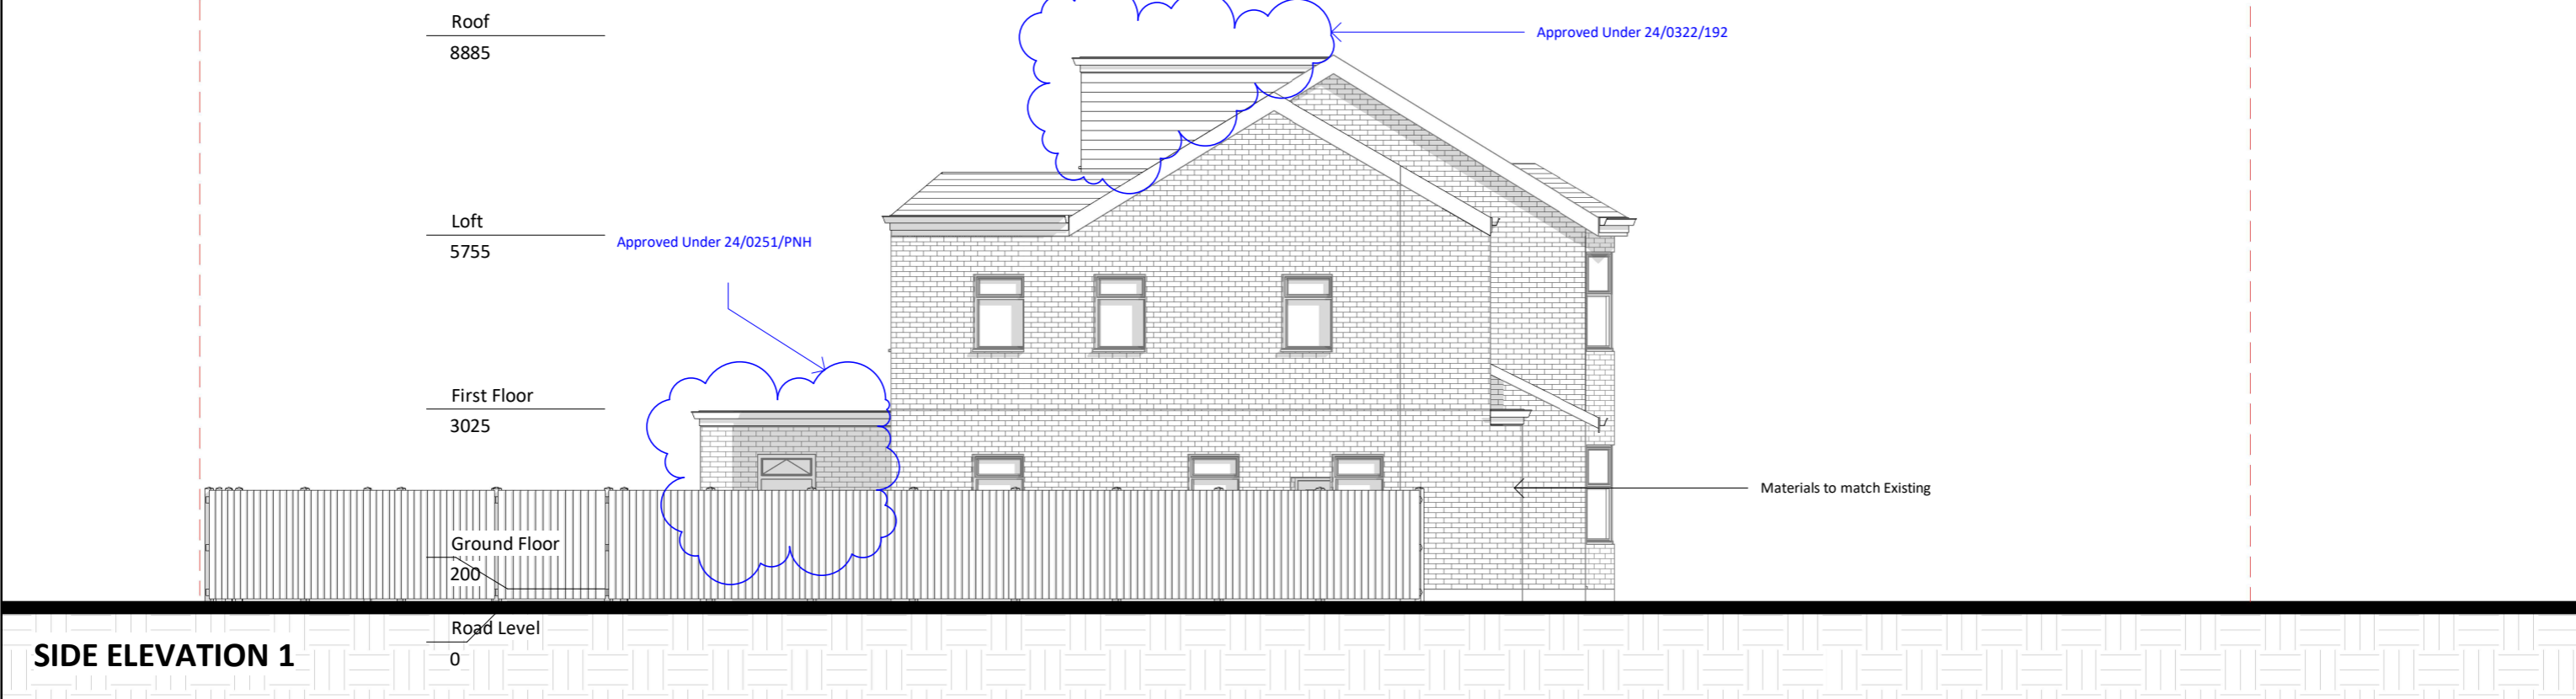 Roof
8885
Approved Under 24/0322/192
Loft
5755
Approved Under 24/0251/PNH
First Floor
3025
Materials to match Existing
Ground Floor
200
Road Level
0
SIDE ELEVATION 1